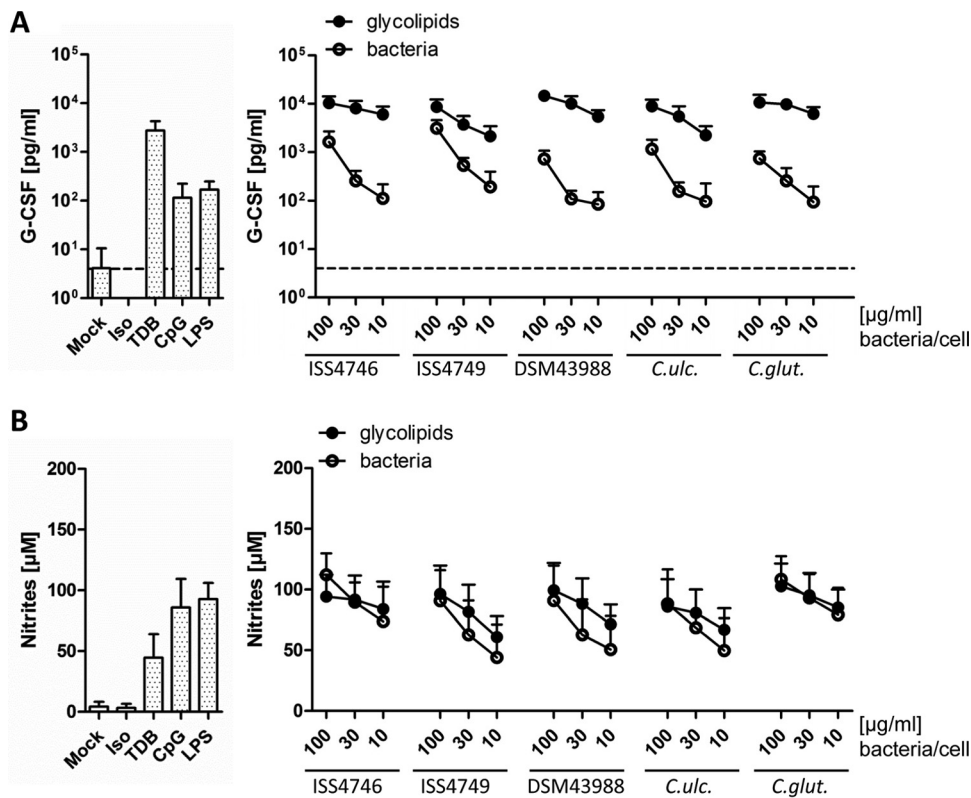 A
glycolipids
bacteria
G-CSF [pg/ml]
10⁵
10⁴
10³
10²
10¹
10⁰
Mock Iso TDB CpG LPS
G-CSF [pg/ml]
10⁵
10⁴
10³
10²
10¹
10⁰
100 30 10 100 30 10 100 30 10 100 30 10 100 30 10 [µg/ml]
bacteria/cell
ISS4746 ISS4749 DSM43988 C.ulc. C.glut.
B
glycolipids
bacteria
Nitrites [µM]
200
150
100
50
0
Mock Iso TDB CpG LPS
Nitrites [µM]
200
150
100
50
0
100 30 10 100 30 10 100 30 10 100 30 10 100 30 10 [µg/ml]
bacteria/cell
ISS4746 ISS4749 DSM43988 C.ulc. C.glut.